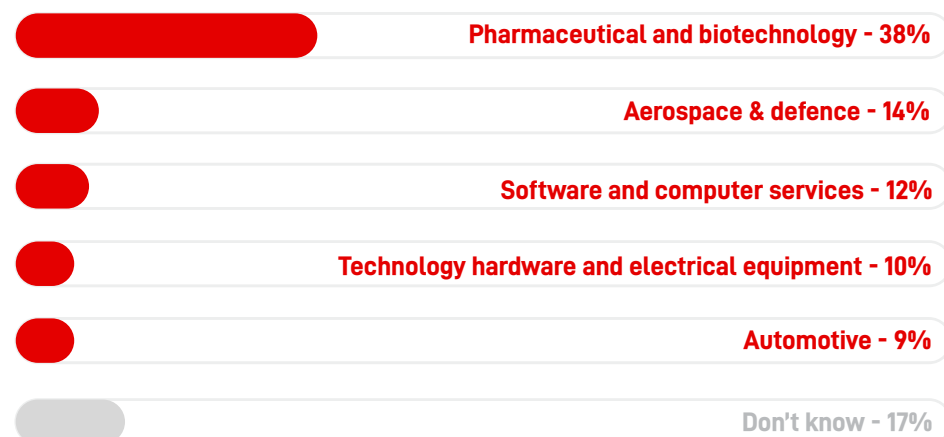 Pharmaceutical and biotechnology - 38%
Aerospace & defence - 14%
Software and computer services - 12%
Technology hardware and electrical equipment - 10%
Automotive - 9%
Don't know - 17%